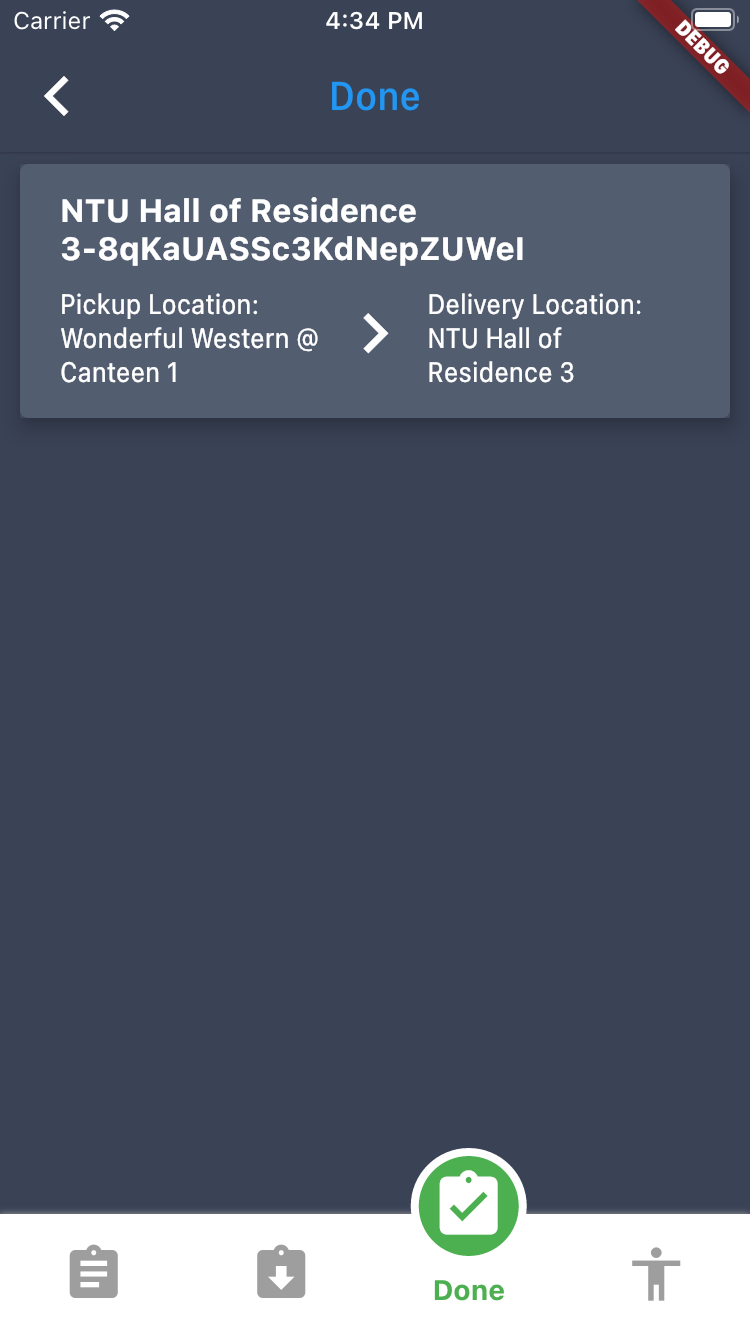 Carrier
4:34 PM
DEBUG
Done
NTU Hall of Residence
3-8qKaUASSc3KdNepZUWeI
Pickup Location:
Wonderful Western @
Canteen 1
Delivery Location:
NTU Hall of
Residence 3
Done